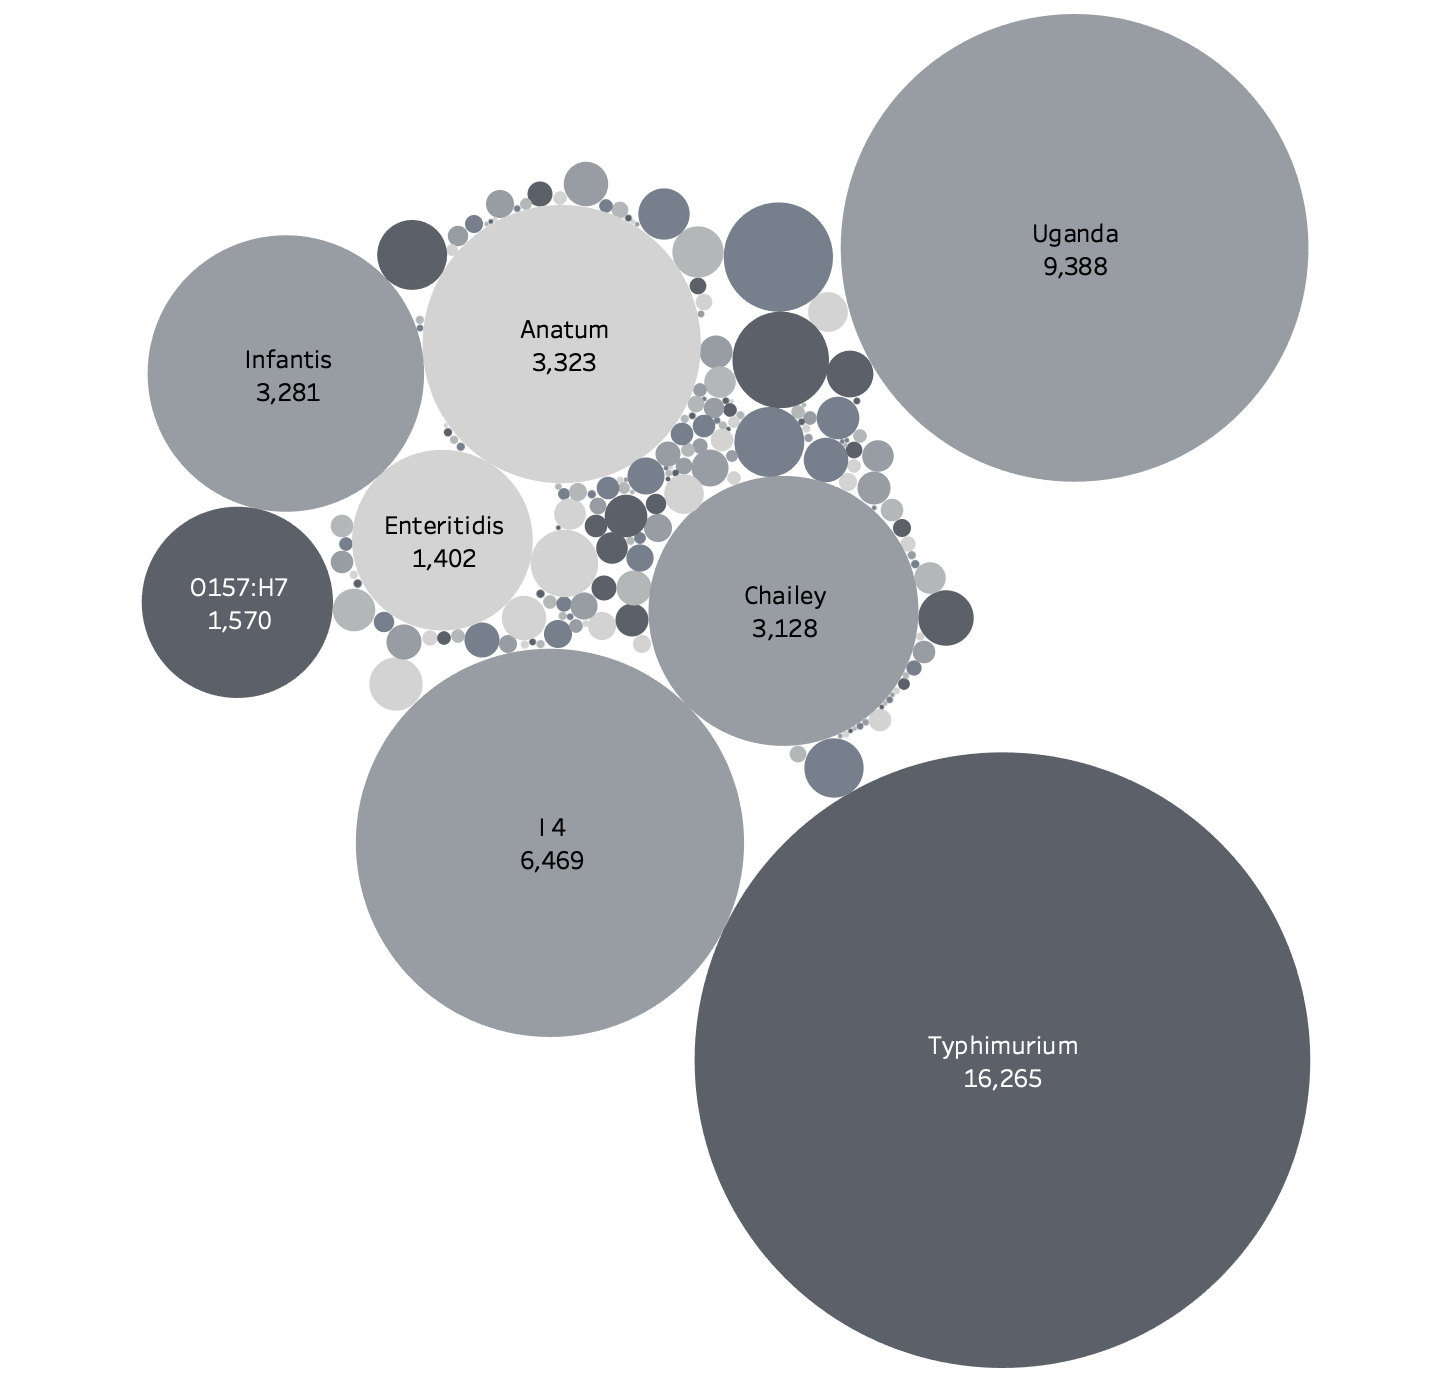 Uganda
9,388
Anatum
3,323
Infantis
3,281
Enteritidis
1,402
O157:H7
1,570
Chailey
3,128
I 4
6,469
Typhimurium
16,265